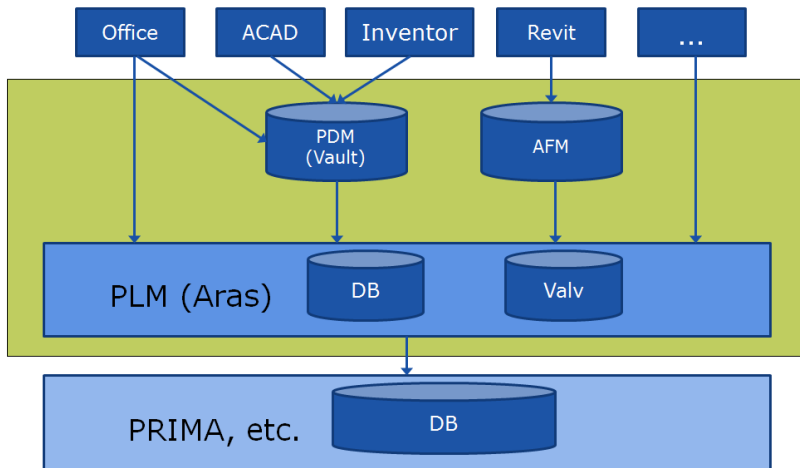 Office
ACAD
Inventor
Revit
...
PDM
(Vault)
AFM
PLM (Aras)
DB
Valv
PRIMA, etc.
DB